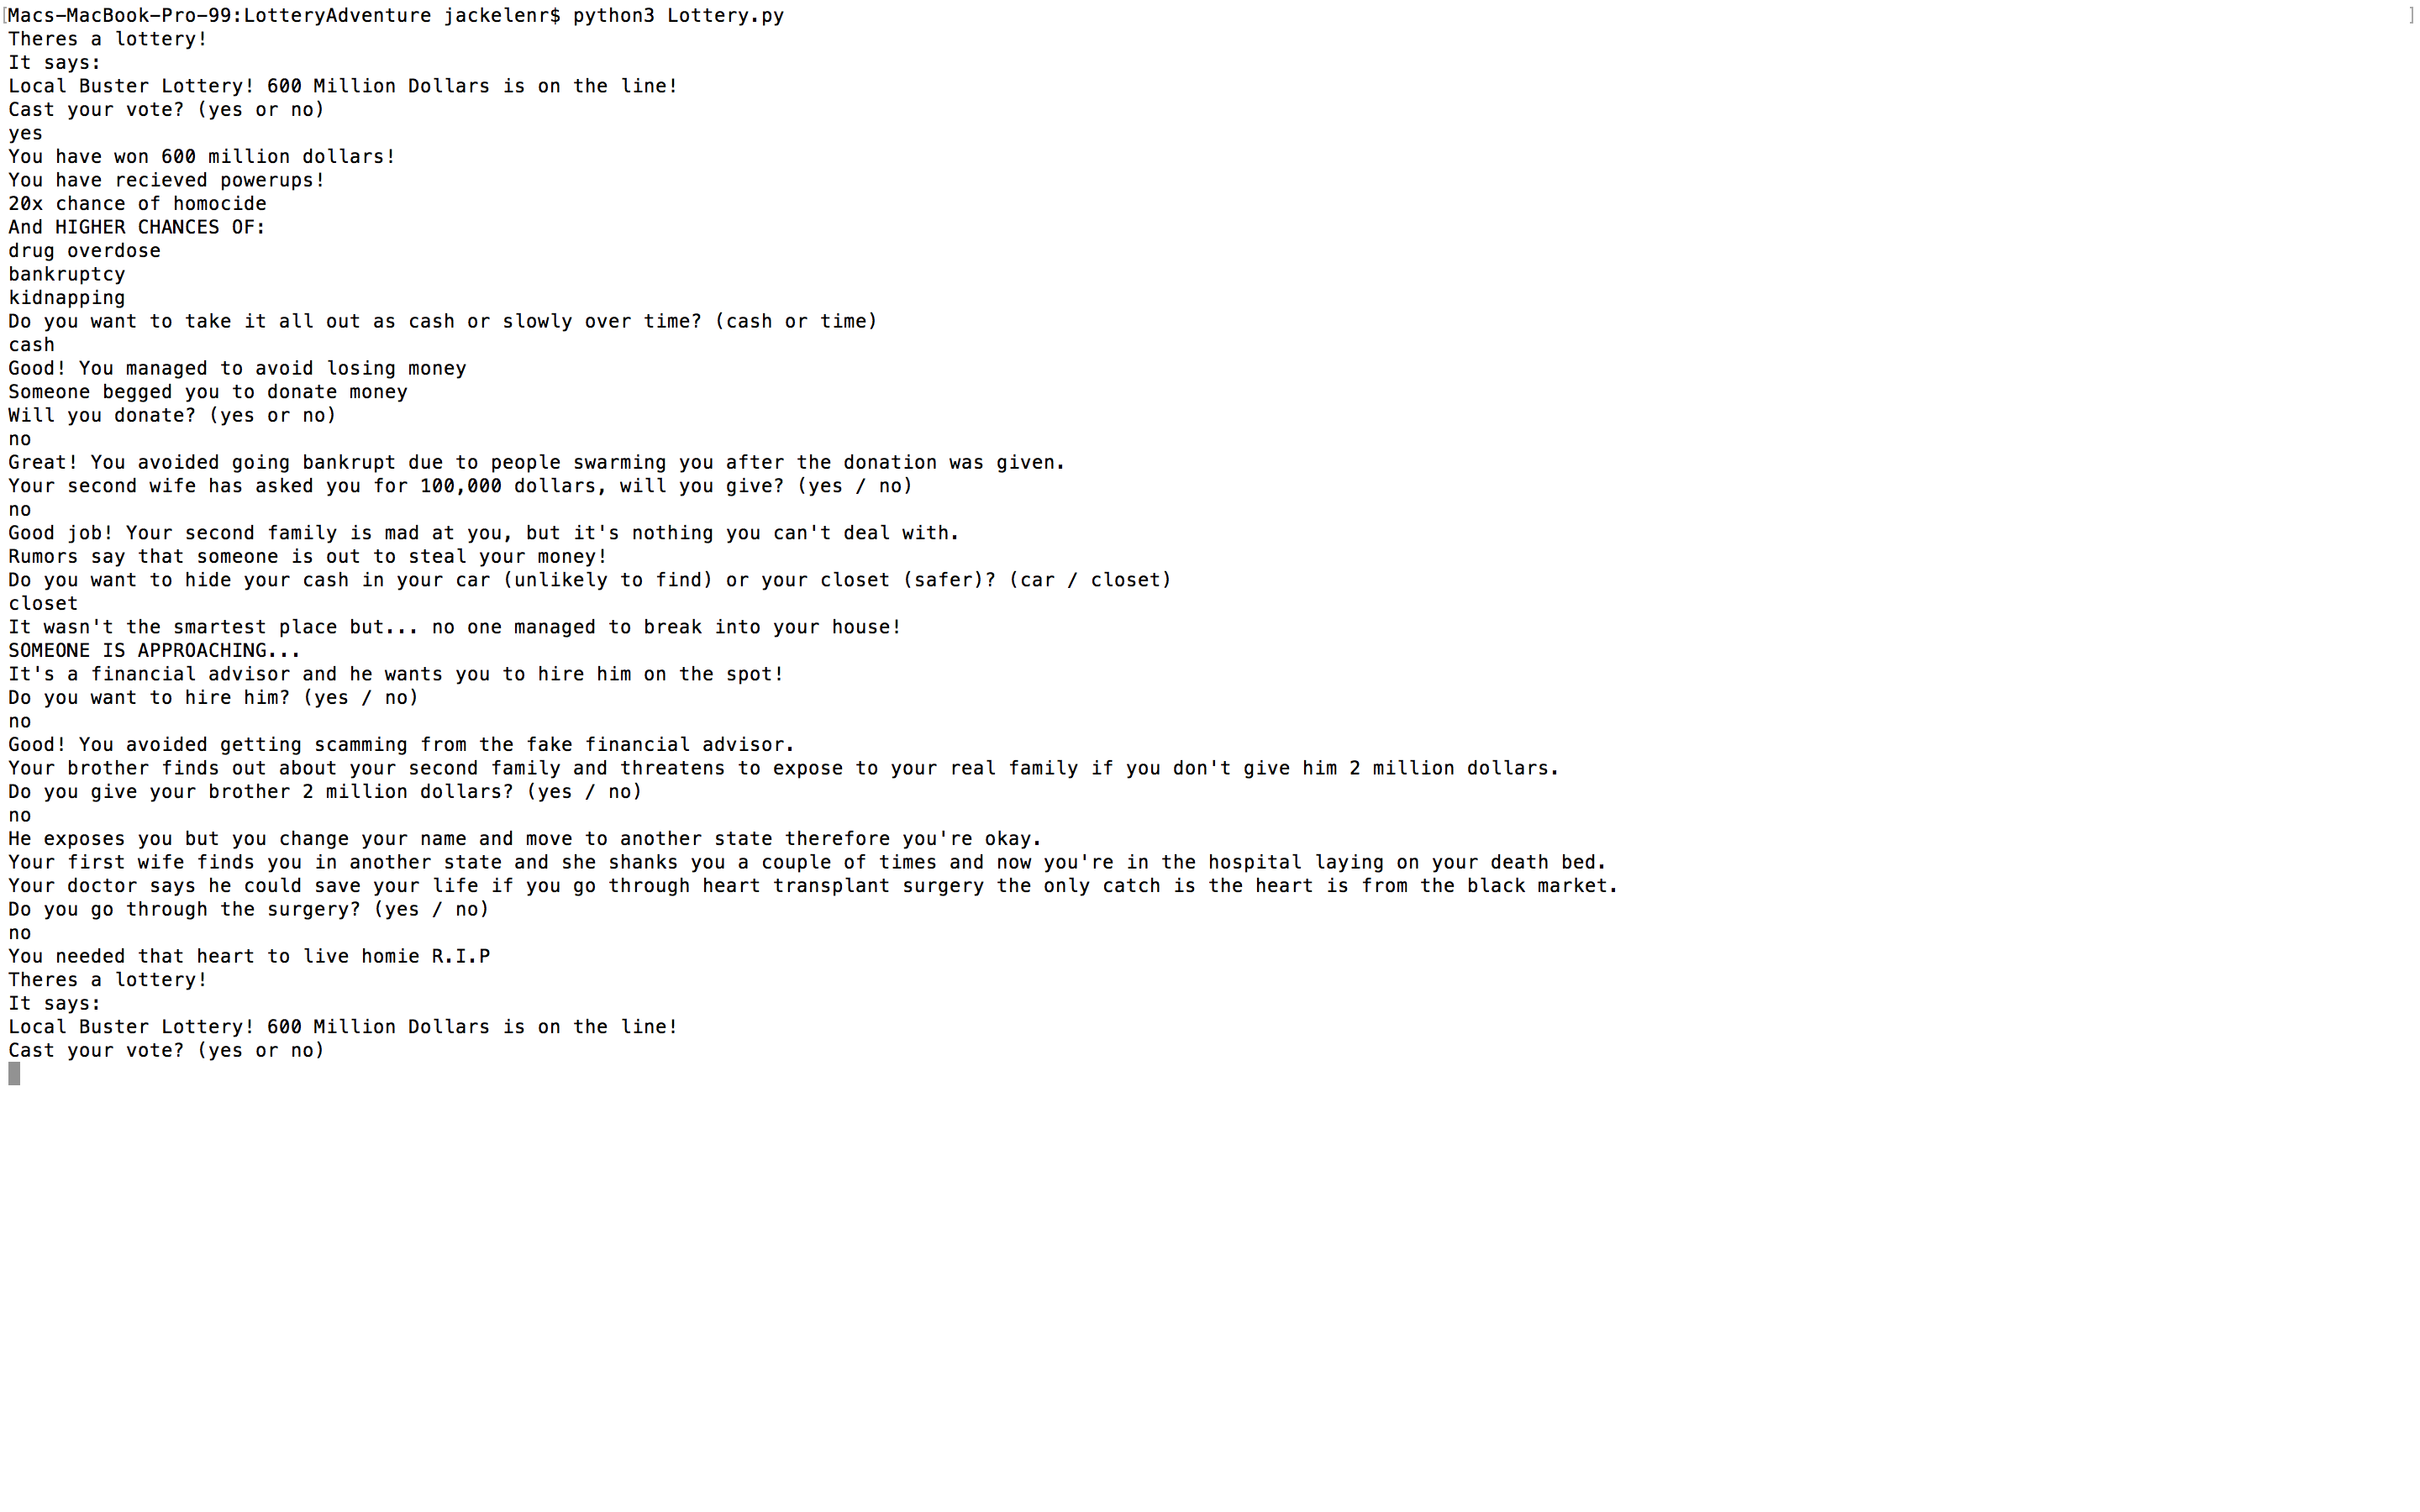 [Macs-MacBook-Pro-99:LotteryAdventure jackelenr$ python3 Lottery.py ]
Theres a lottery!
It says:
Local Buster Lottery! 600 Million Dollars is on the line!
Cast your vote? (yes or no)
yes
You have won 600 million dollars!
You have recieved powerups!
20x chance of homocide
And HIGHER CHANCES OF:
drug overdose
bankruptcy
kidnapping
Do you want to take it all out as cash or slowly over time? (cash or time)
cash
Good! You managed to avoid losing money
Someone begged you to donate money
Will you donate? (yes or no)
no
Great! You avoided going bankrupt due to people swarming you after the donation was given.
Your second wife has asked you for 100,000 dollars, will you give? (yes / no)
no
Good job! Your second family is mad at you, but it's nothing you can't deal with.
Rumors say that someone is out to steal your money!
Do you want to hide your cash in your car (unlikely to find) or your closet (safer)? (car / closet)
closet
It wasn't the smartest place but... no one managed to break into your house!
SOMEONE IS APPROACHING...
It's a financial advisor and he wants you to hire him on the spot!
Do you want to hire him? (yes / no)
no
Good! You avoided getting scamming from the fake financial advisor.
Your brother finds out about your second family and threatens to expose to your real family if you don't give him 2 million dollars.
Do you give your brother 2 million dollars? (yes / no)
no
He exposes you but you change your name and move to another state therefore you're okay.
Your first wife finds you in another state and she shanks you a couple of times and now you're in the hospital laying on your death bed.
Your doctor says he could save your life if you go through heart transplant surgery the only catch is the heart is from the black market.
Do you go through the surgery? (yes / no)
no
You needed that heart to live homie R.I.P
Theres a lottery!
It says:
Local Buster Lottery! 600 Million Dollars is on the line!
Cast your vote? (yes or no)